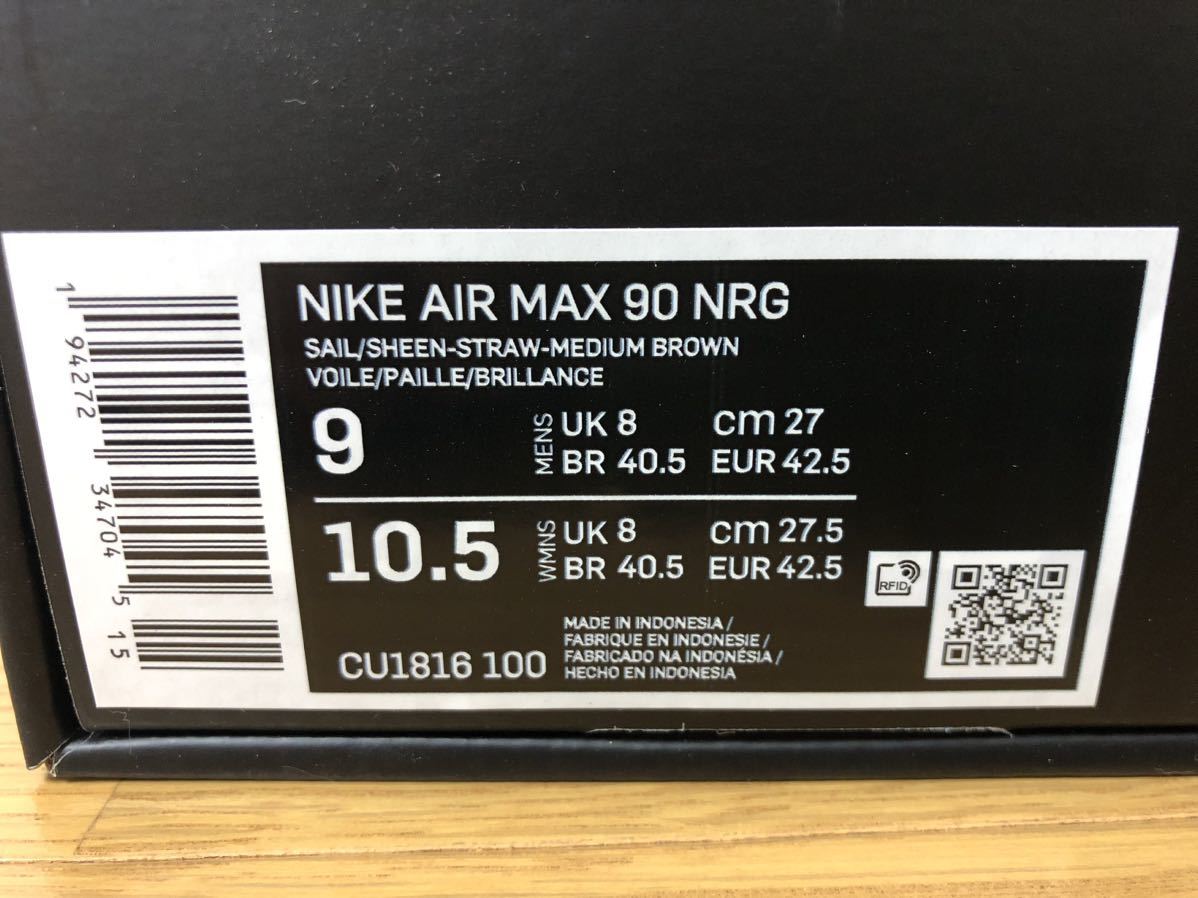 NIKE AIR MAX 90 NRG
SAIL/SHEEN-STRAW-MEDIUM BROWN
VOILE/PAILLE/BRILLANCE
9 MENS UK 8 cm 27
BR 40.5 EUR 42.5
10.5 WMNS UK 8 cm 27.5
BR 40.5 EUR 42.5
RFID
MADE IN INDONESIA /
FABRIQUE EN INDONESIE /
FABRICADO NA INDONÉSIA /
HECHO EN INDONESIA
CU1816 100
1 94272 34704 5 15